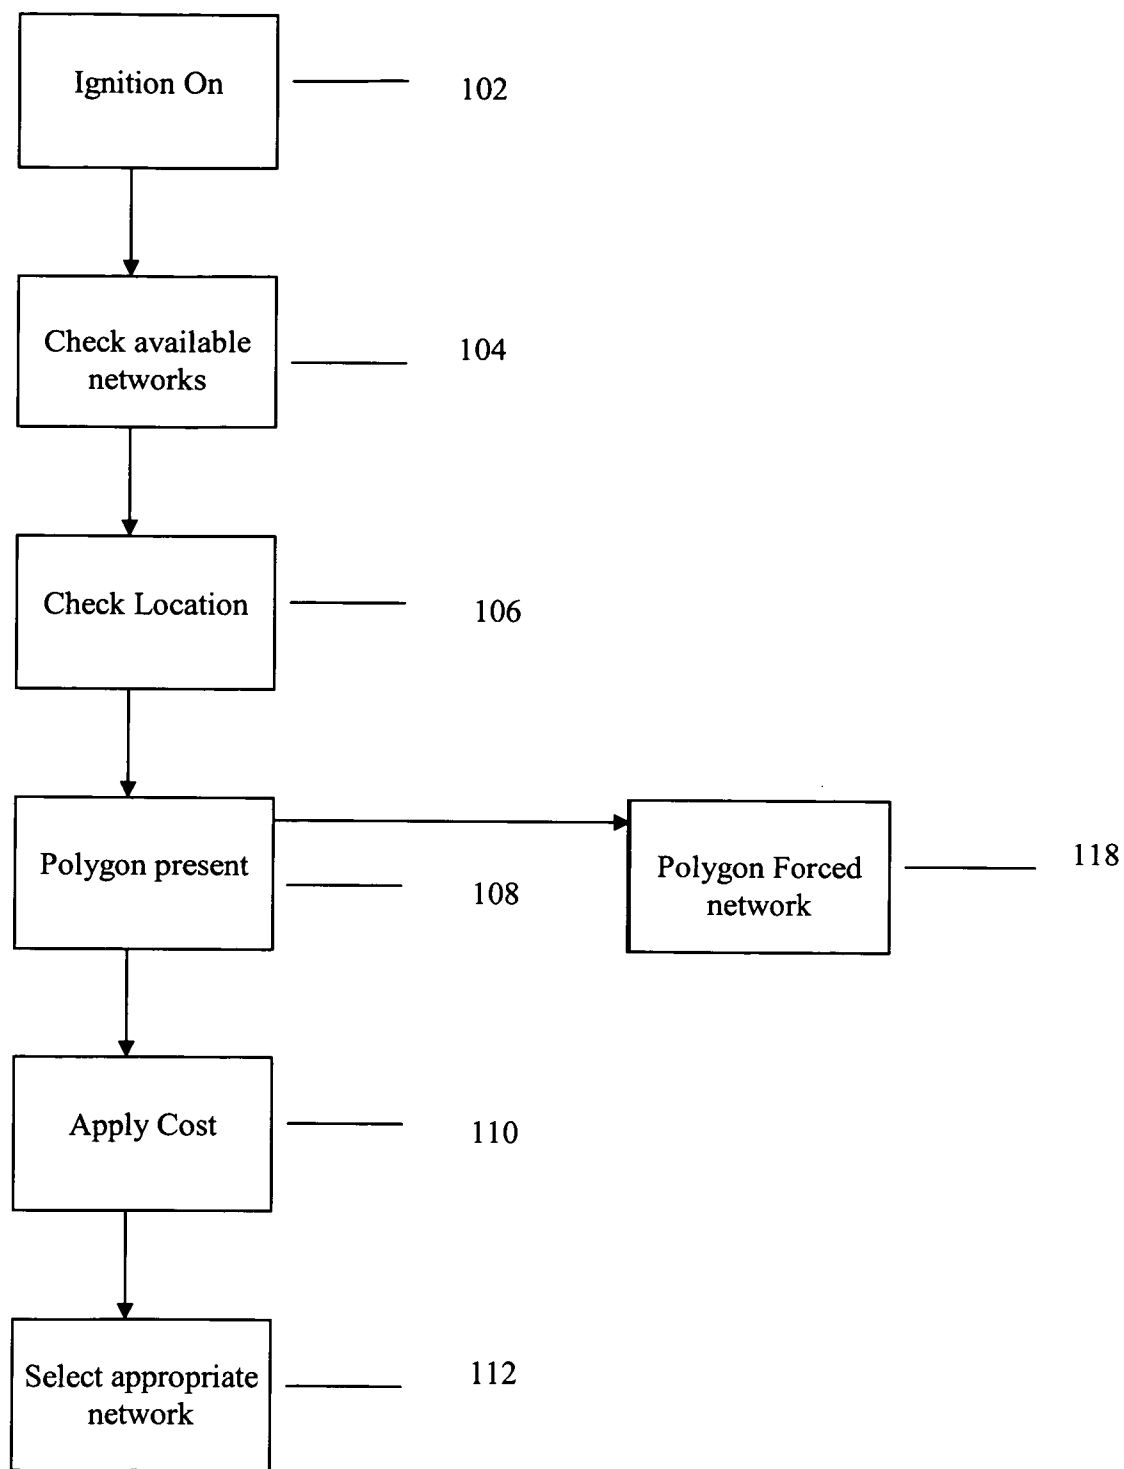 Ignition On
102
Check available
networks
104
Check Location
106
Polygon present
108
Polygon Forced
network
118
Apply Cost
110
Select appropriate
network
112